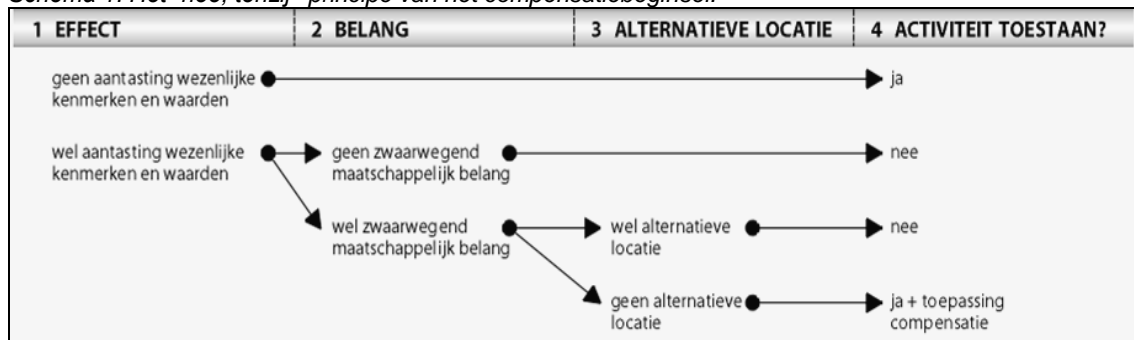 Schema 1: Het 'nee, tenzij'-principe van het compensatiebeginsel.
1 EFFECT 2 BELANG 3 ALTERNATIEVE LOCATIE 4 ACTIVITEIT TOESTAAN?
geen aantasting wezenlijke
kenmerken en waarden
ja
wel aantasting wezenlijke
kenmerken en waarden
geen zwaarwegend
maatschappelijk belang
nee
wel zwaarwegend
maatschappelijk belang
wel alternatieve
locatie
nee
geen alternatieve
locatie
ja + toepassing
compensatie